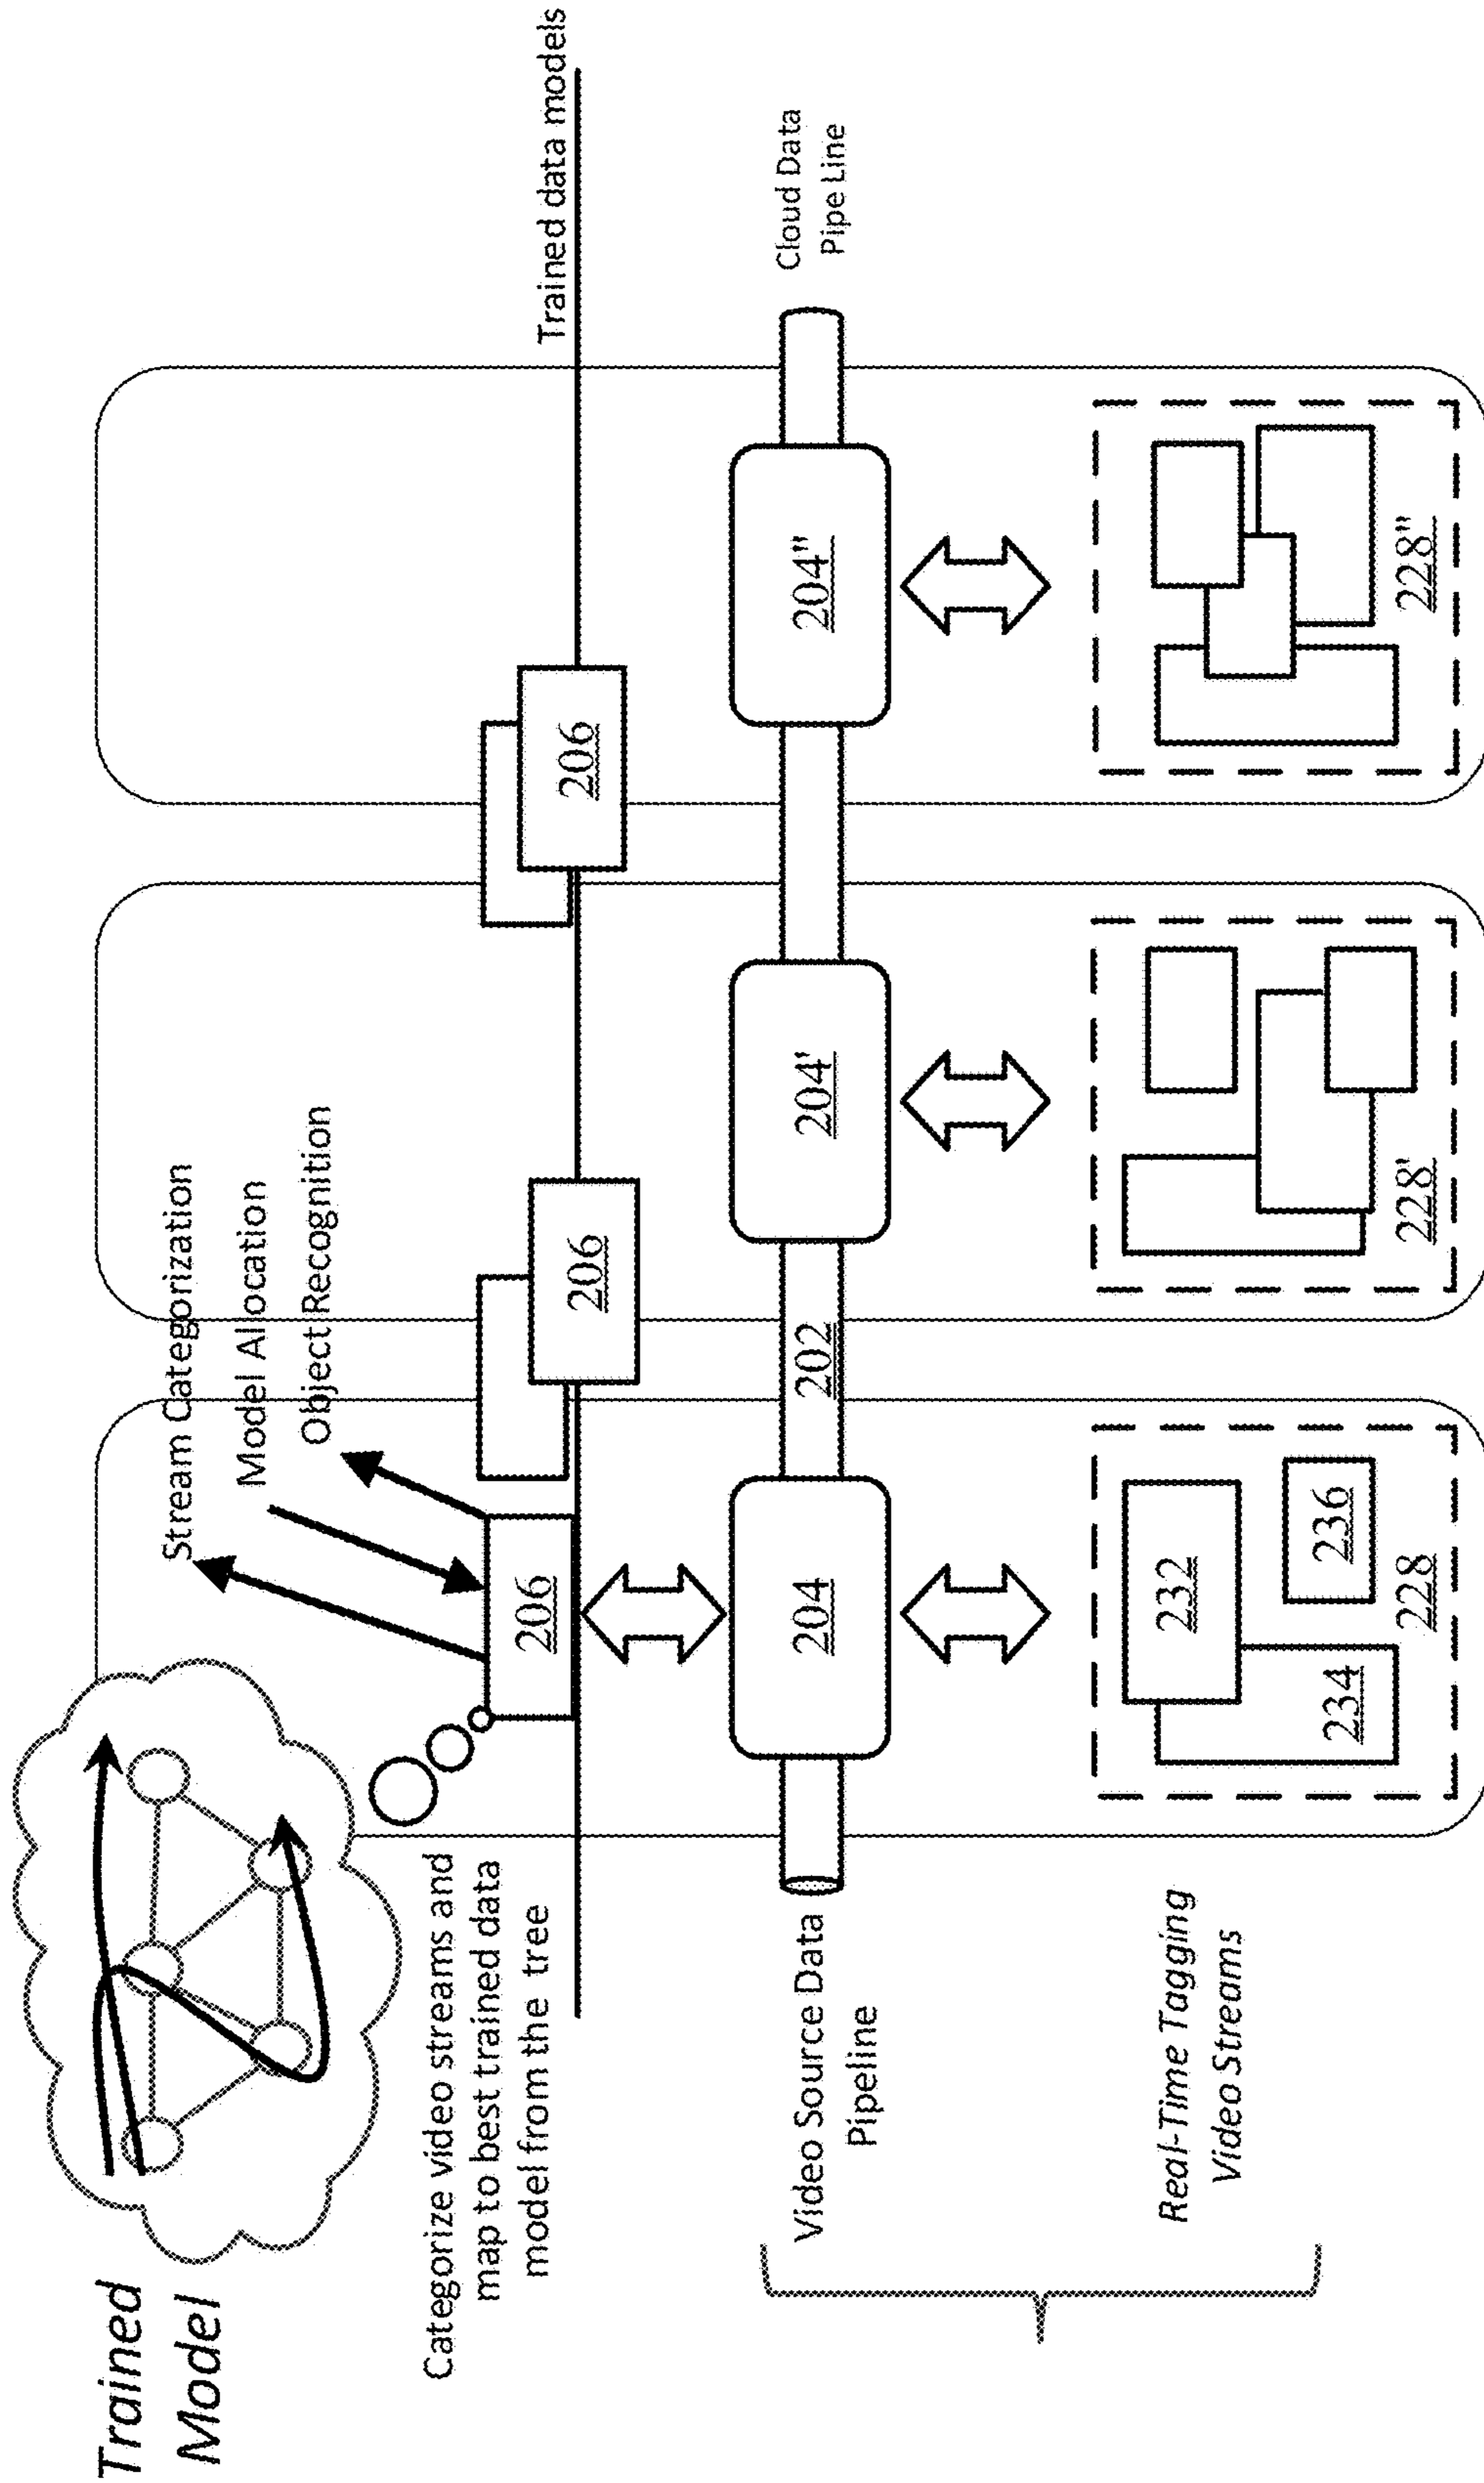 Trained
Model
Stream Categorization
Model Allocation
Object Recognition
Categorize video streams and
map to best trained data
model from the tree
Trained data models
206
206
206
Video Source Data
Pipeline
204
202
204'
204"
Cloud Data
Pipe Line
Real-Time Tagging
Video Streams
232
234
236
228
228'
228"